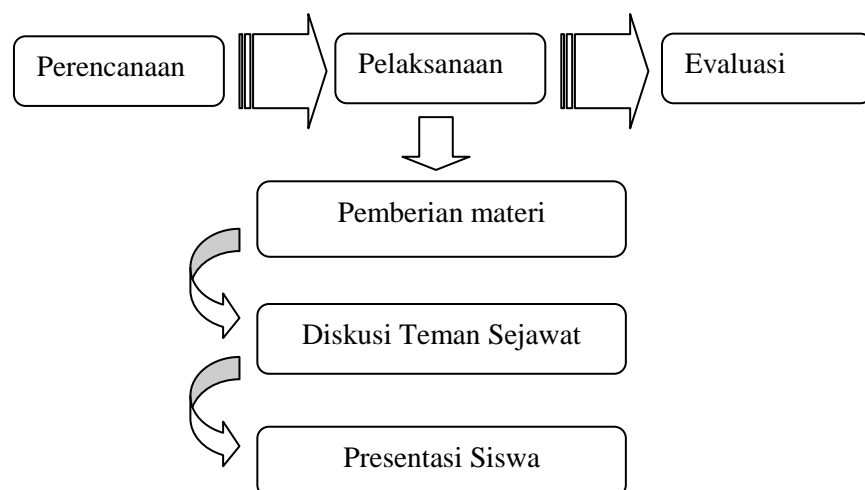 Perencanaan
Pelaksanaan
Evaluasi
Pemberian materi
Diskusi Teman Sejawat
Presentasi Siswa